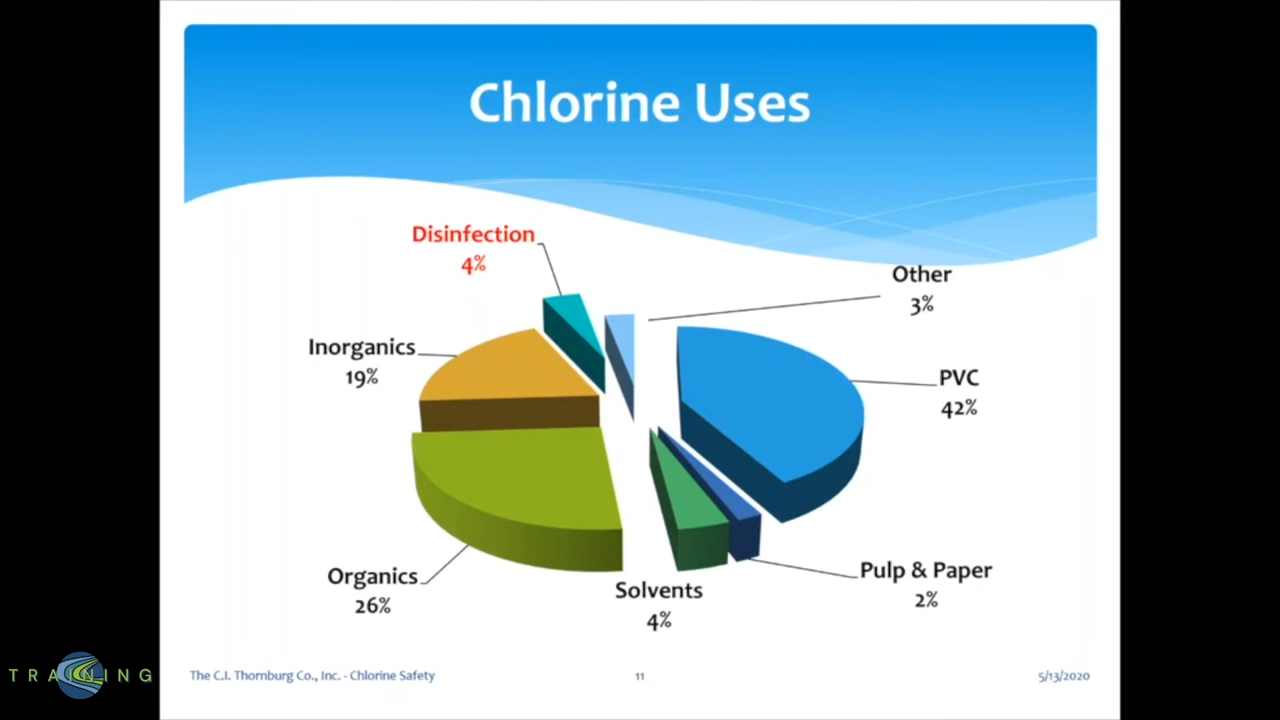 Chlorine Uses
Disinfection
4%
Other
3%
Inorganics
19%
PVC
42%
Organics
26%
Solvents
4%
Pulp & Paper
2%
TRAINING
The C.I. Thornburg Co., Inc. - Chlorine Safety
11
5/13/2020